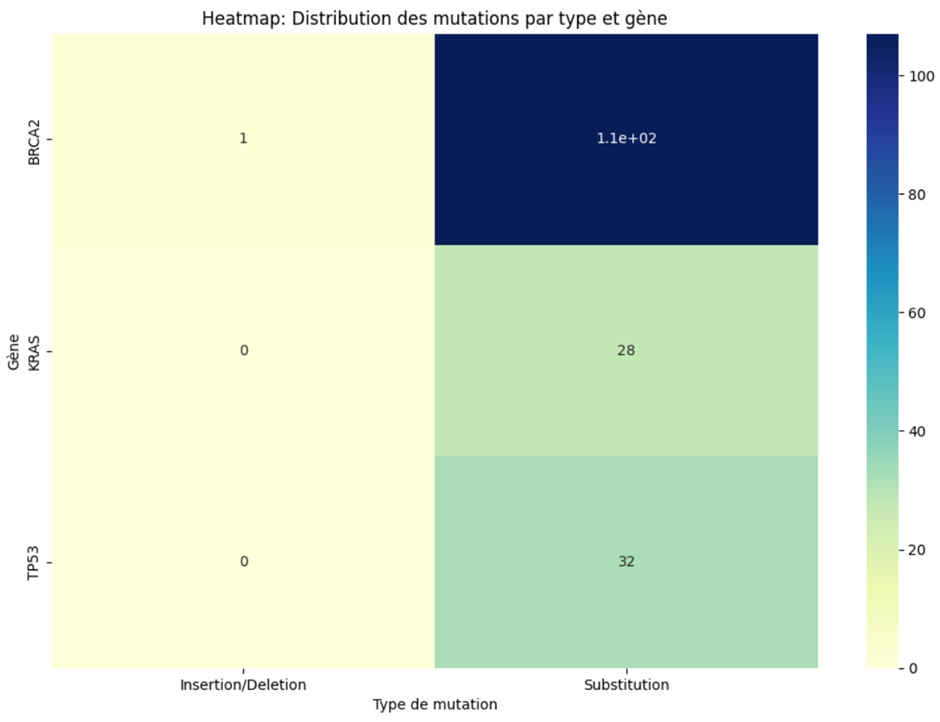 Heatmap: Distribution des mutations par type et gène
BRCA2
1
1.1e+02
KRAS
0
28
TP53
0
32
Gène
Insertion/Deletion
Substitution
Type de mutation
100
80
60
40
20
0